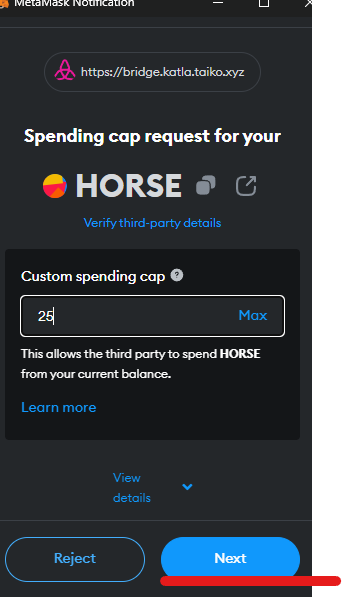 MetaMask Notification
https://bridge.katla.taiko.xyz
Spending cap request for your
HORSE
Verify third-party details
Custom spending cap ?
25 Max
This allows the third party to spend HORSE
from your current balance.
Learn more
View
details
Reject Next